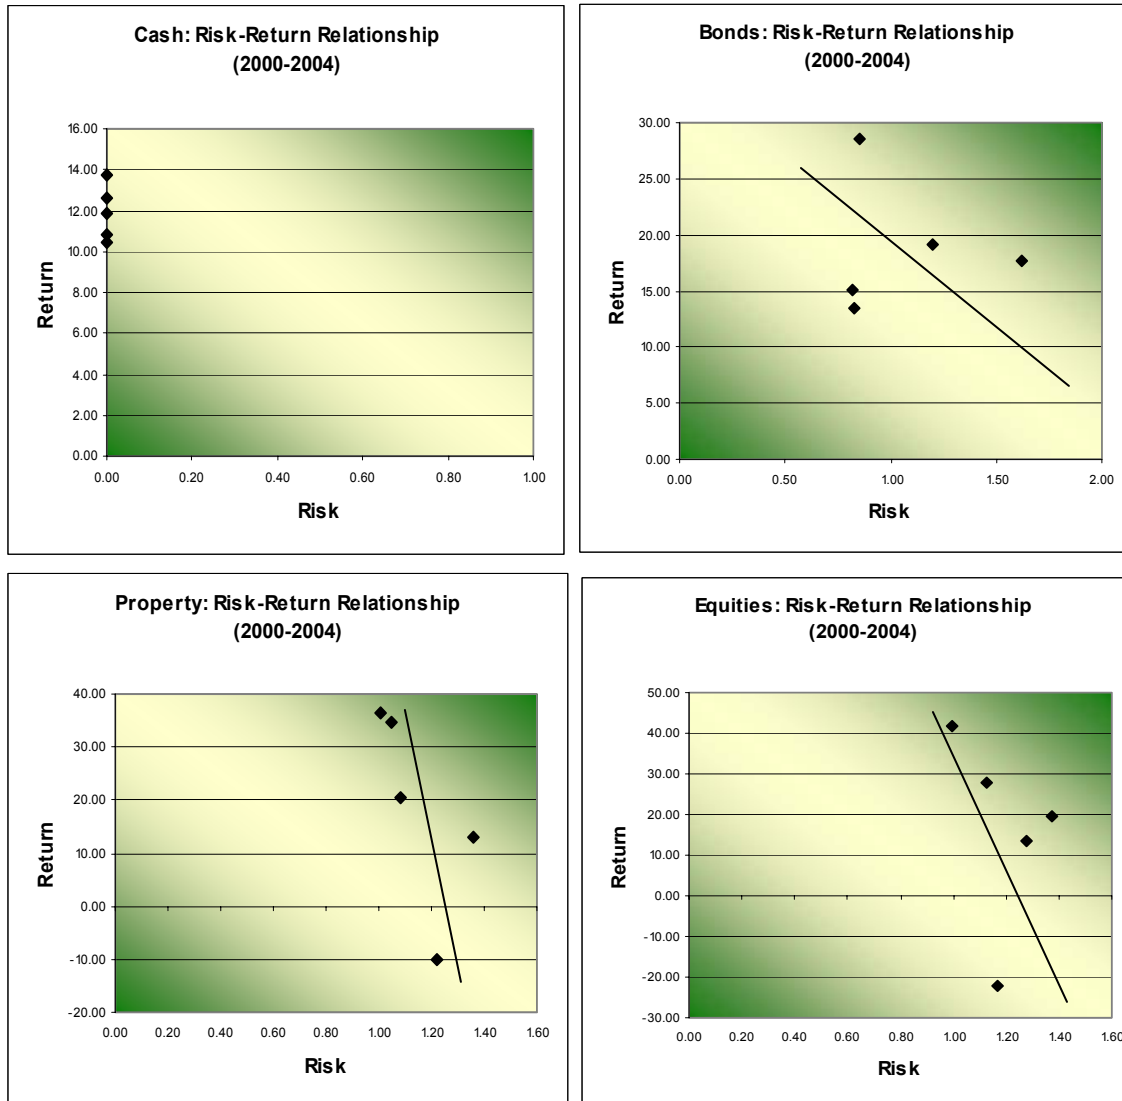 Cash: Risk-Return Relationship
(2000-2004)
16.00
14.00
12.00
10.00
8.00
6.00
4.00
2.00
0.00
Return
0.00 0.20 0.40 0.60 0.80 1.00
Risk
Bonds: Risk-Return Relationship
(2000-2004)
30.00
25.00
20.00
15.00
10.00
5.00
0.00
Return
0.00 0.50 1.00 1.50 2.00
Risk
Property: Risk-Return Relationship
(2000-2004)
40.00
30.00
20.00
10.00
0.00
-10.00
-20.00
Return
0.00 0.20 0.40 0.60 0.80 1.00 1.20 1.40 1.60
Risk
Equities: Risk-Return Relationship
(2000-2004)
50.00
40.00
30.00
20.00
10.00
0.00
-10.00
-20.00
-30.00
Return
0.00 0.20 0.40 0.60 0.80 1.00 1.20 1.40 1.60
Risk